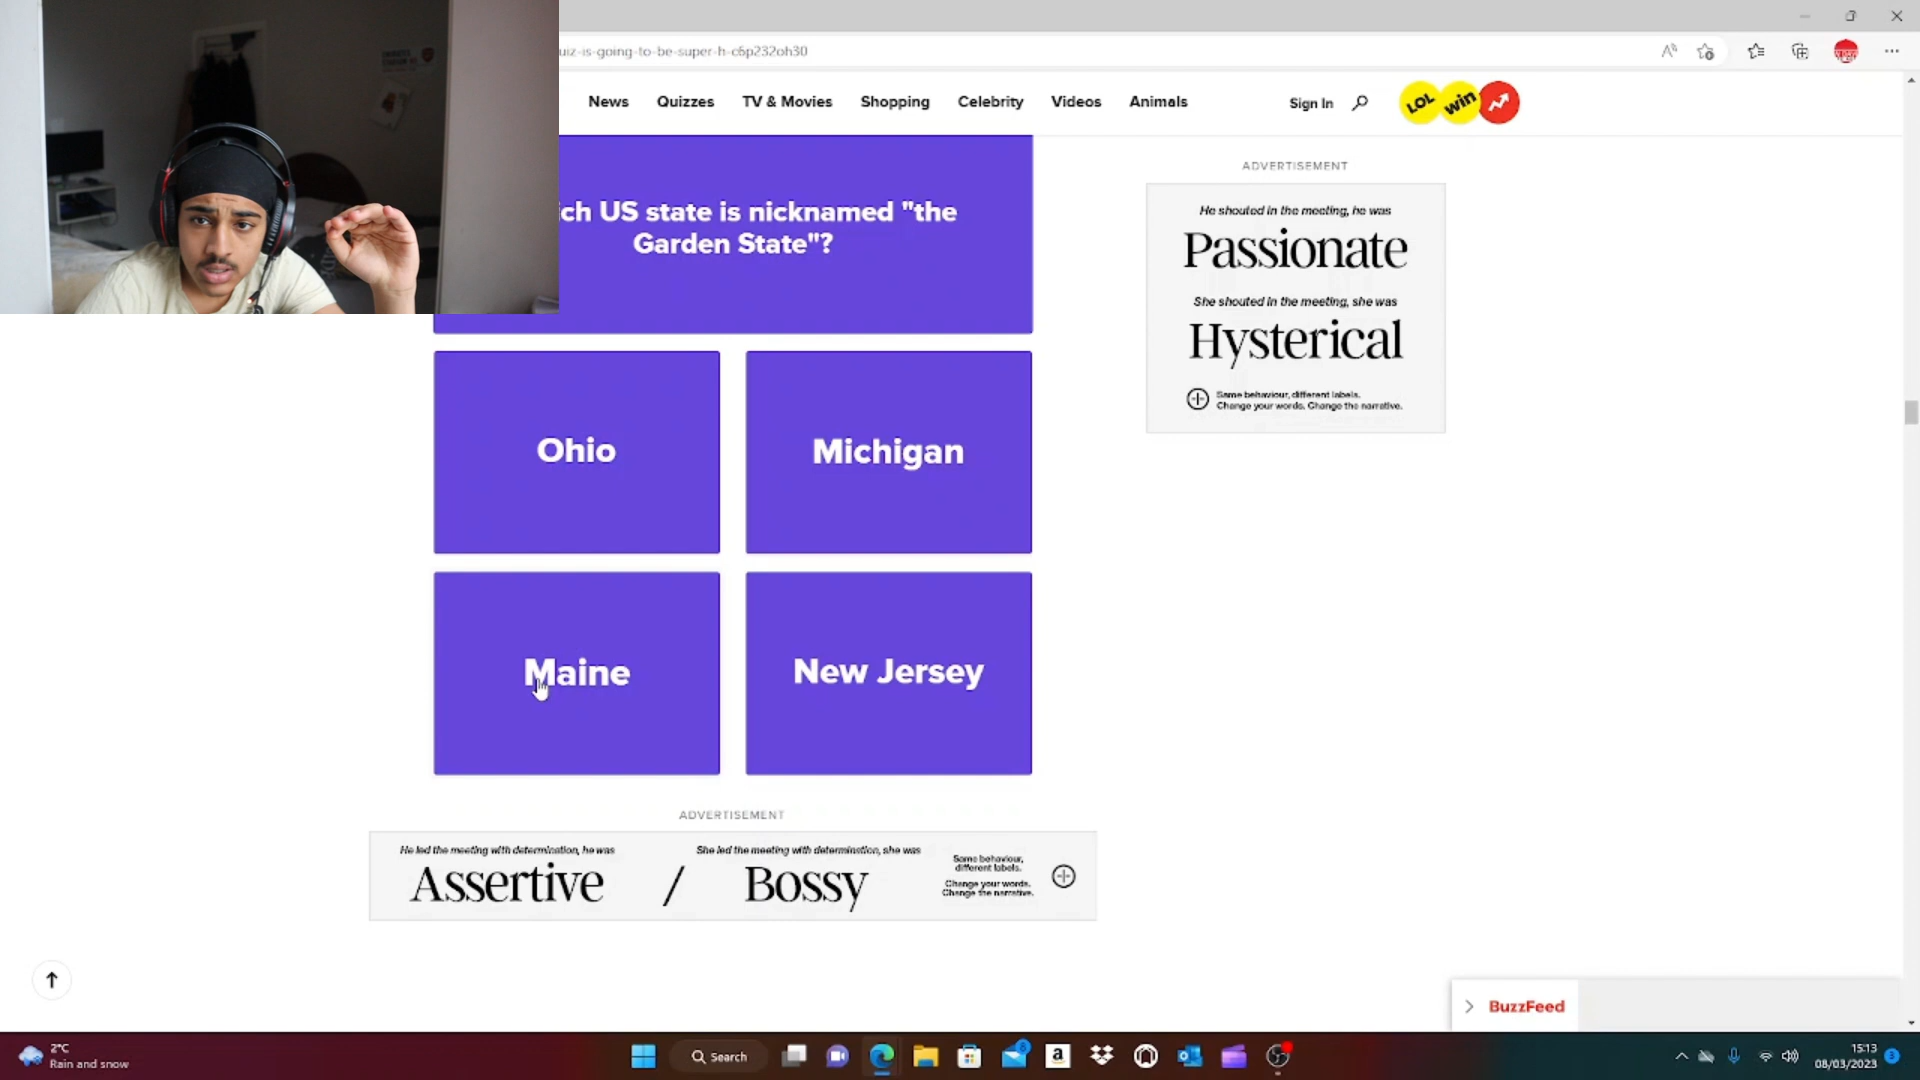 uiz-is-going-to-be-super-h-c6p232oh30
News Quizzes TV & Movies Shopping Celebrity Videos Animals Sign In LOL win
ich US state is nicknamed "the
Garden State"?
Ohio
Michigan
Maine
New Jersey
ADVERTISEMENT
He shouted in the meeting, he was
Passionate
She shouted in the meeting, she was
Hysterical
Same behaviour, different labels.
Change your words. Change the narrative.
ADVERTISEMENT
He led the meeting with determination, he was
Assertive
/
She led the meeting with determination, she was
Bossy
Same behaviour,
different labels.
Change your words.
Change the narrative.
BuzzFeed
2°C
Rain and snow
Search
15:13
08/03/2023